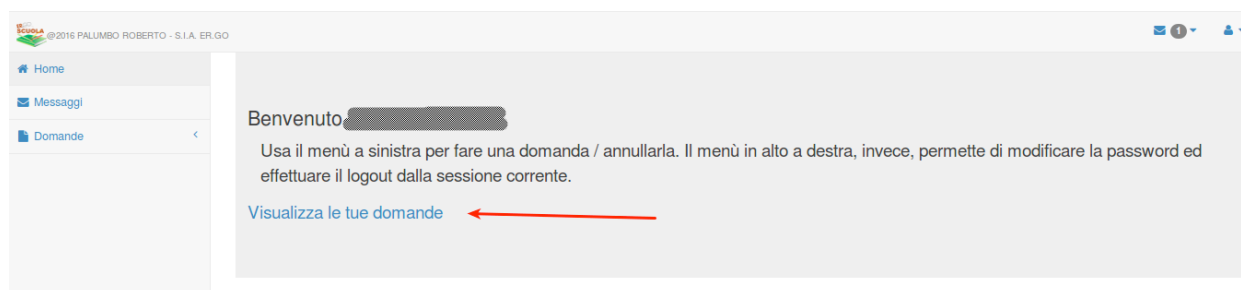 ER.GO
SCUOLA
@2016 PALUMBO ROBERTO - S.I.A. ER.GO
1
Home
Messaggi
Domande
Benvenuto
Usa il menù a sinistra per fare una domanda / annullarla. Il menù in alto a destra, invece, permette di modificare la password ed
effettuare il logout dalla sessione corrente.
Visualizza le tue domande